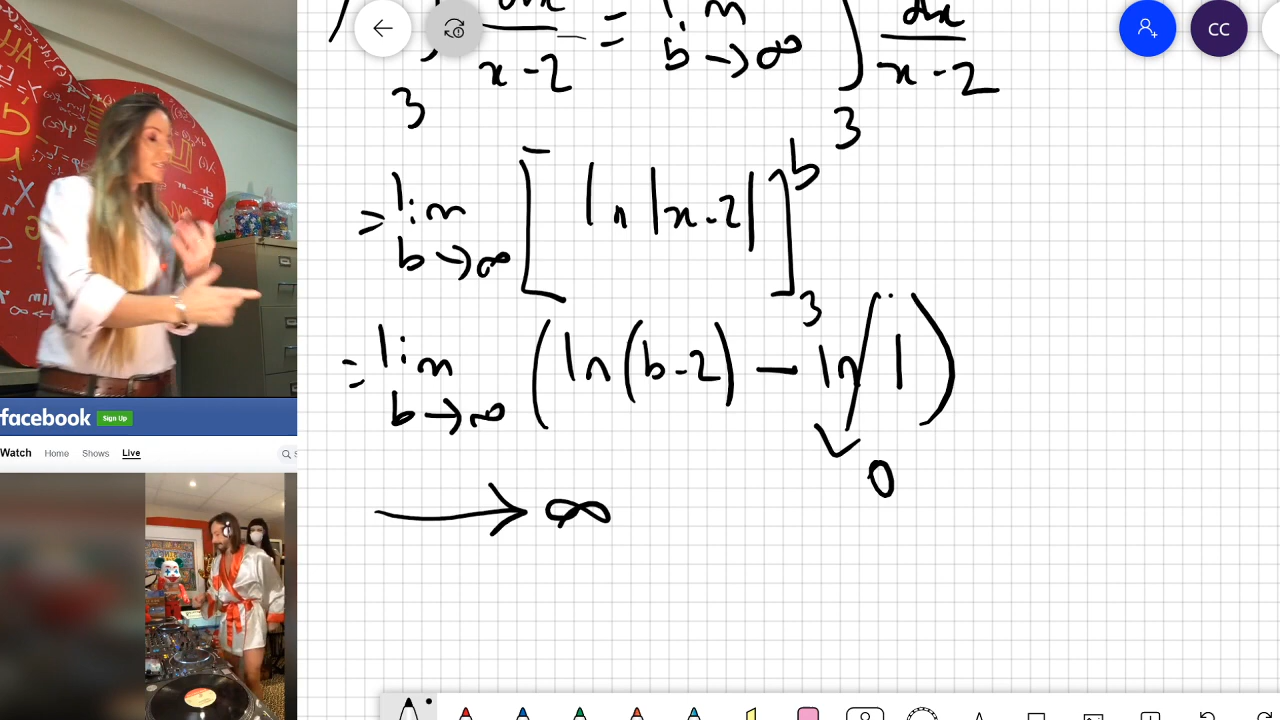 ∫₃ dx/(x-2) = lim b→∞ ∫₃ dx/(x-2)
= lim b→∞ [ln|x-2|]₃ᵇ
= lim b→∞ (ln(b-2) - ln 1)
0
→ ∞
CC
facebook Sign Up
Watch Home Shows Live